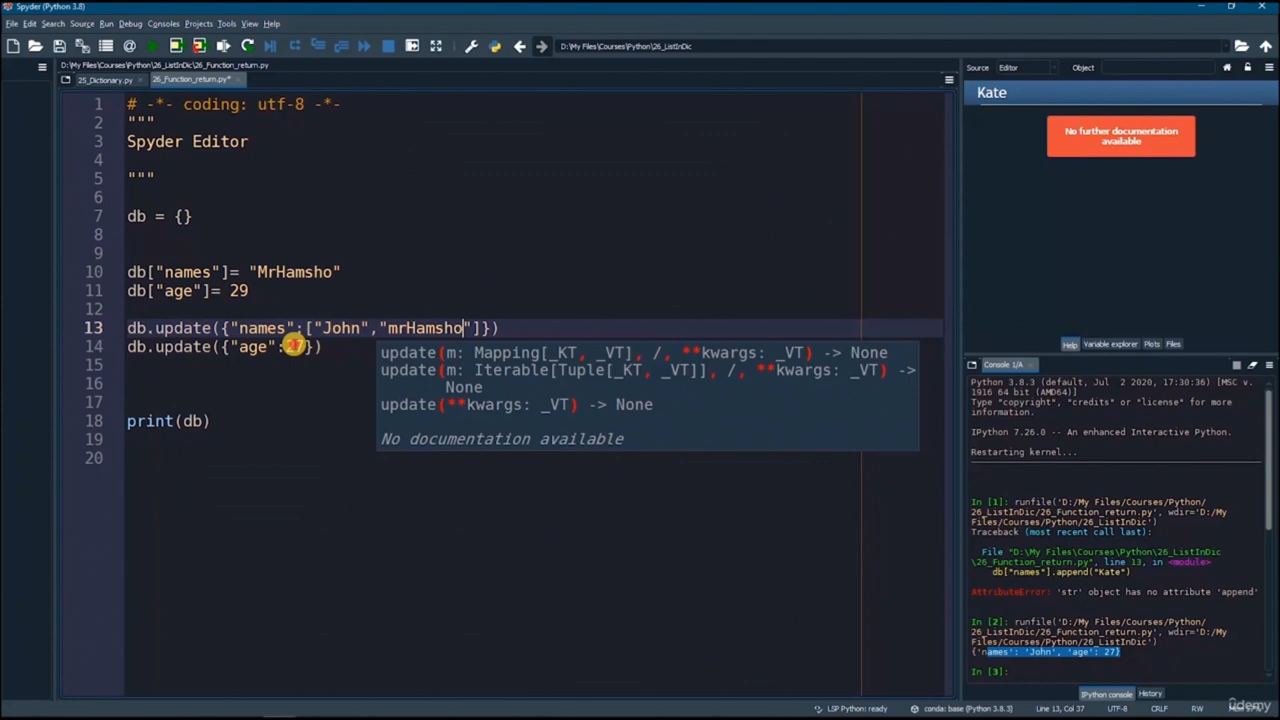 Spyder (Python 3.8)
File Edit Search Source Run Debug Consoles Projects Tools View Help
D:\My Files\Courses\Python\26_ListInDic
D:\My Files\Courses\Python\26_ListInDic\26_Function_return.py
25_Dictionary.py
26_Function_return.py*
1 # -*- coding: utf-8 -*-
2 """
3 Spyder Editor
4
5 """
6
7 db = {}
8
9
10 db["names"]= "MrHamsho"
11 db["age"]= 29
12
13 db.update({"names":["John","mrHamsho"]})
14 db.update({"age":27})
15
16
17
18 print(db)
19
20
update(m: Mapping[_KT, _VT], /, **kwargs: _VT) -> None
update(m: Iterable[Tuple[_KT, _VT]], /, **kwargs: _VT) ->
None
update(**kwargs: _VT) -> None
No documentation available
Source Editor Object
Kate
No further documentation
available
Help Variable explorer Plots Files
Console 1/A
Python 3.8.3 (default, Jul 2 2020, 17:30:36) [MSC v.
1916 64 bit (AMD64)]
Type "copyright", "credits" or "license" for more
information.
IPython 7.26.0 -- An enhanced Interactive Python.
Restarting kernel...
In [1]: runfile('D:/My Files/Courses/Python/
26_ListInDic/26_Function_return.py', wdir='D:/My
Files/Courses/Python/26_ListInDic')
Traceback (most recent call last):
File "D:\My Files\Courses\Python\26_ListInDic
\26_Function_return.py", line 13, in <module>
db["names"].append("Kate")
AttributeError: 'str' object has no attribute 'append'
In [2]: runfile('D:/My Files/Courses/Python/
26_ListInDic/26_Function_return.py', wdir='D:/My
Files/Courses/Python/26_ListInDic')
{'names': 'John', 'age': 27}
In [3]:
IPython console History
LSP Python: ready conda: base (Python 3.8.3) Line 13, Col 37 UTF-8 CRLF RW
udemy